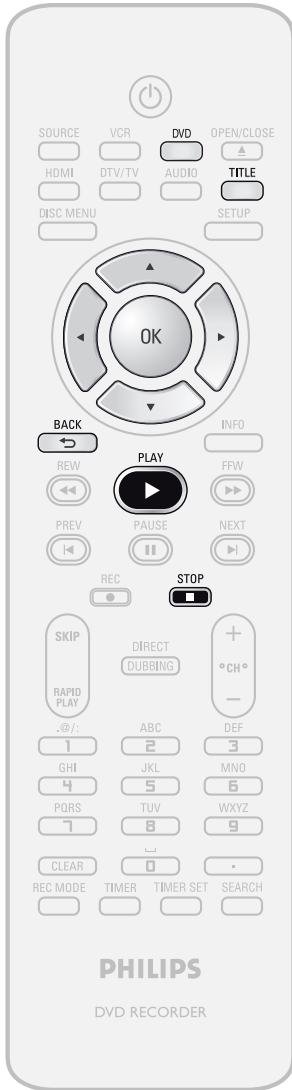 SOURCE VCR DVD OPEN/CLOSE
HDMI DTV/TV AUDIO TITLE
DISC MENU SETUP
OK
BACK INFO
REW PLAY FFW
PREV PAUSE NEXT
REC STOP
SKIP
RAPID
PLAY
DIRECT
DUBBING
+
CH
−
.@/: ABC DEF
1 2 3
GHI JKL MNO
4 5 6
PQRS TUV WXYZ
7 8 9
CLEAR 0 .
REC MODE TIMER TIMER SET SEARCH
PHILIPS
DVD RECORDER